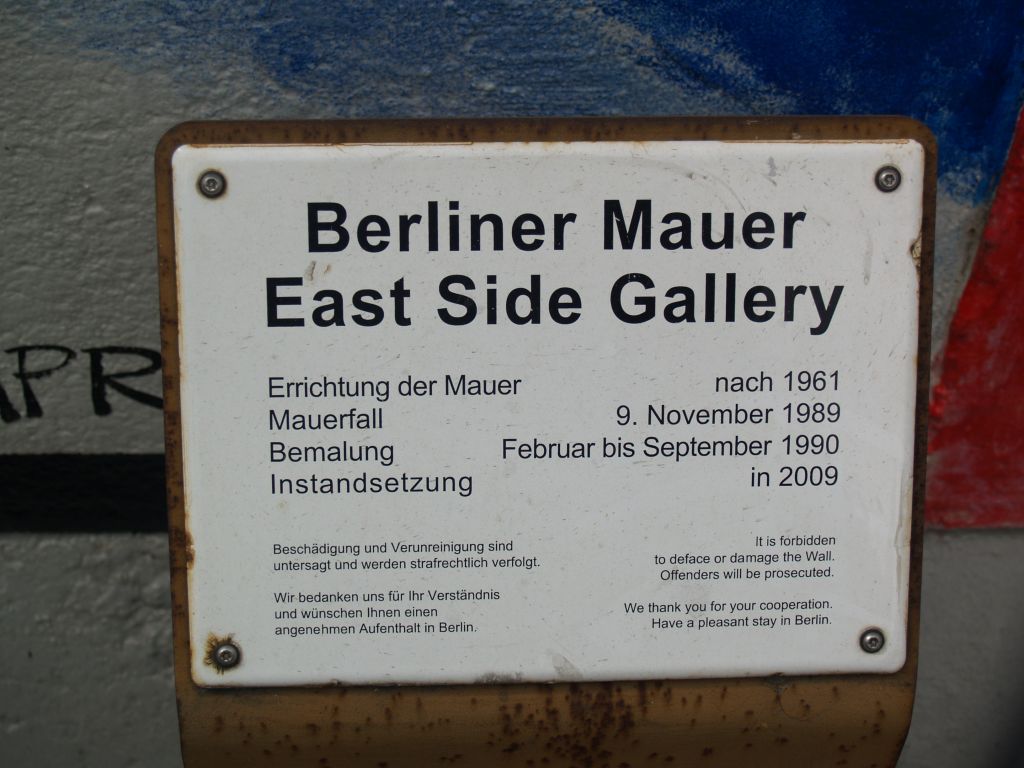 Berliner Mauer
East Side Gallery
Errichtung der Mauer nach 1961
Mauerfall 9. November 1989
Bemalung Februar bis September 1990
Instandsetzung in 2009
Beschädigung und Verunreinigung sind
untersagt und werden strafrechtlich verfolgt.
Wir bedanken uns für Ihr Verständnis
und wünschen Ihnen einen
angenehmen Aufenthalt in Berlin.
It is forbidden
to deface or damage the Wall.
Offenders will be prosecuted.
We thank you for your cooperation.
Have a pleasant stay in Berlin.